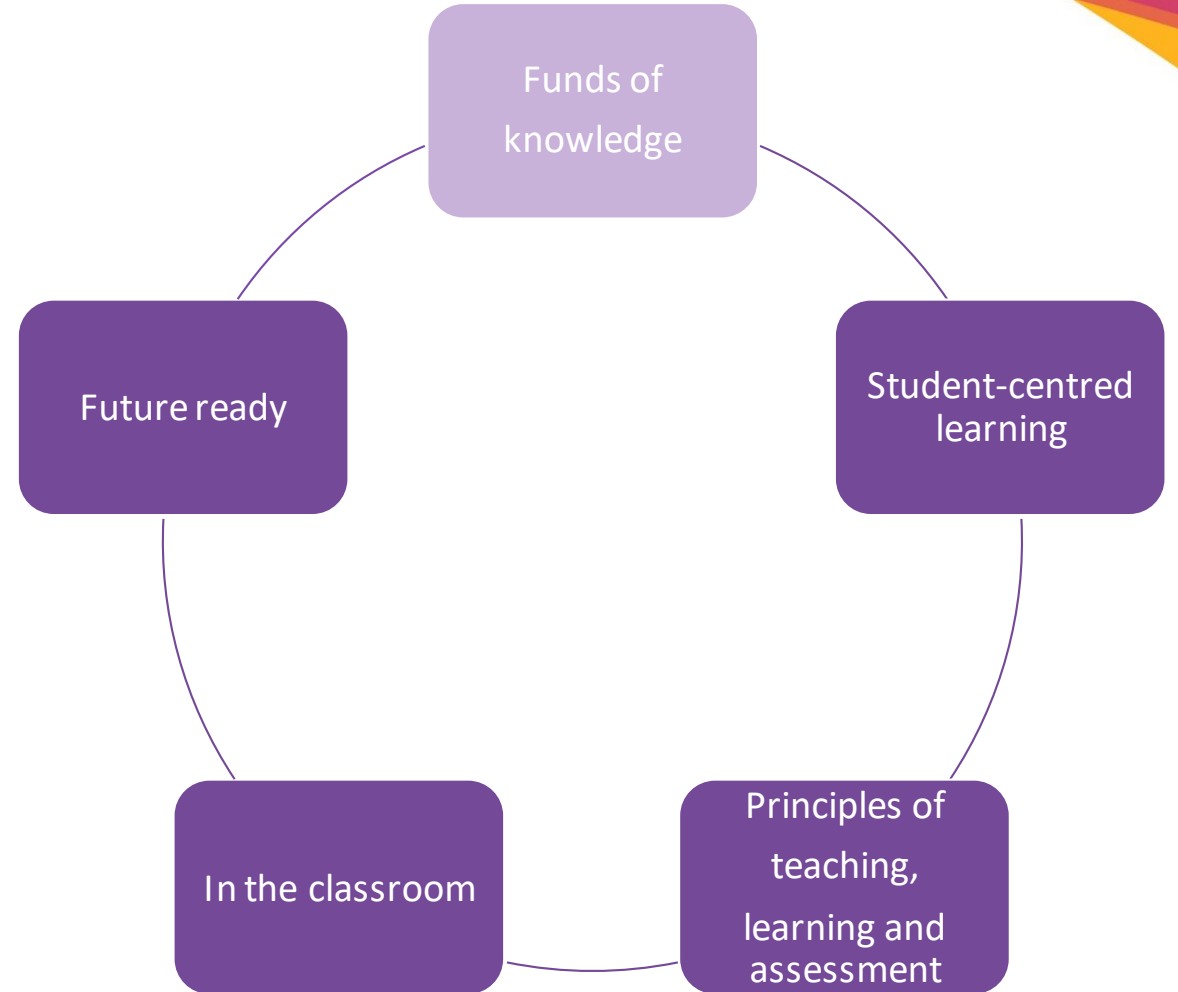 Funds of
knowledge
Student-centred
learning
Principles of
teaching,
learning and
assessment
In the classroom
Future ready